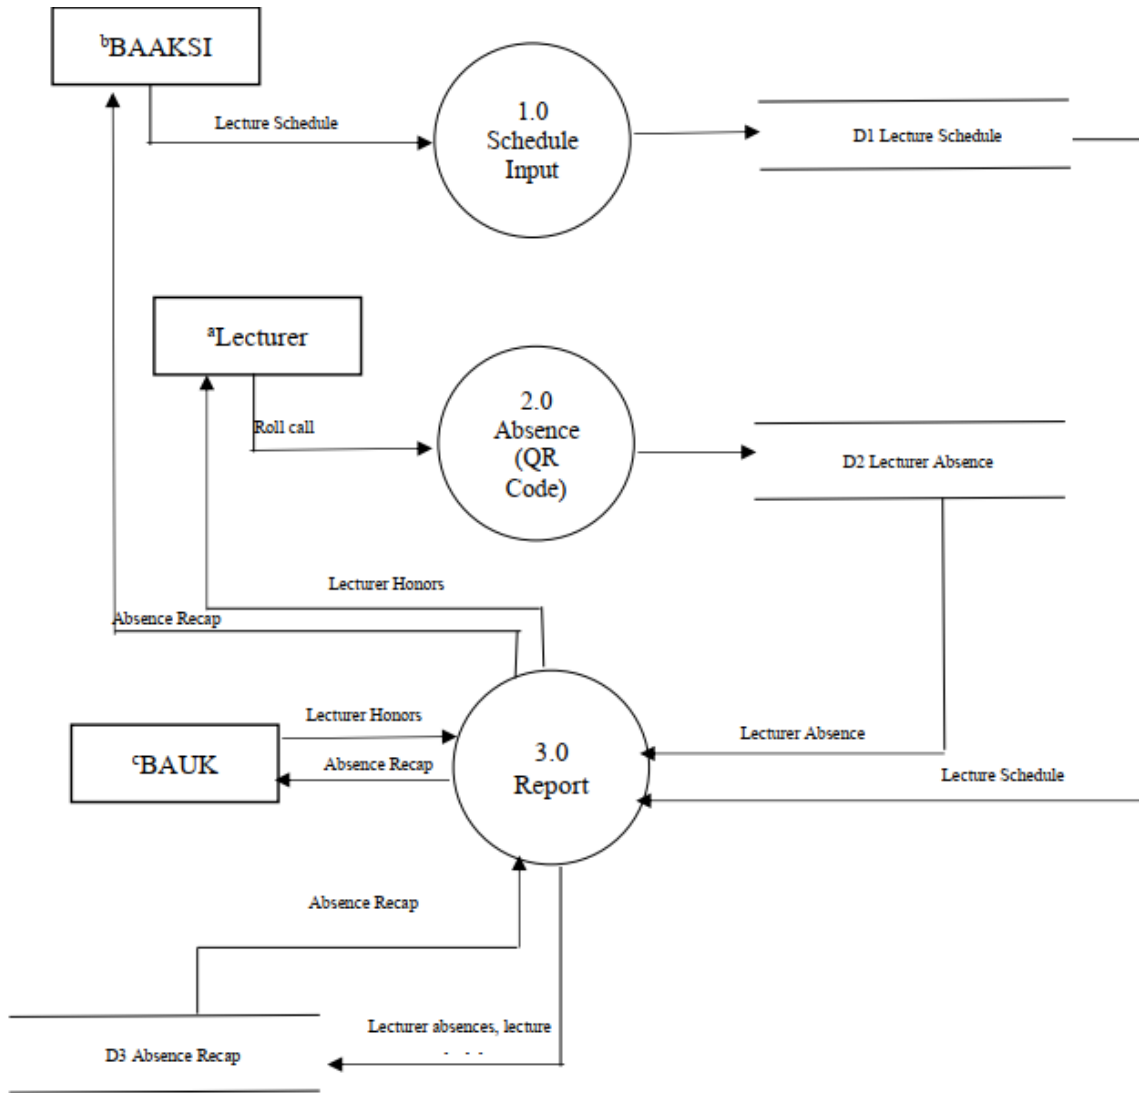 ᵇBAAKSI
Lecture Schedule
1.0
Schedule
Input
D1 Lecture Schedule
ᵃLecturer
Roll call
2.0
Absence
(QR
Code)
D2 Lecturer Absence
Lecturer Honors
Absence Recap
Lecturer Honors
ᶜBAUK
Absence Recap
3.0
Report
Lecturer Absence
Lecture Schedule
Absence Recap
Lecturer absences, lecture
D3 Absence Recap